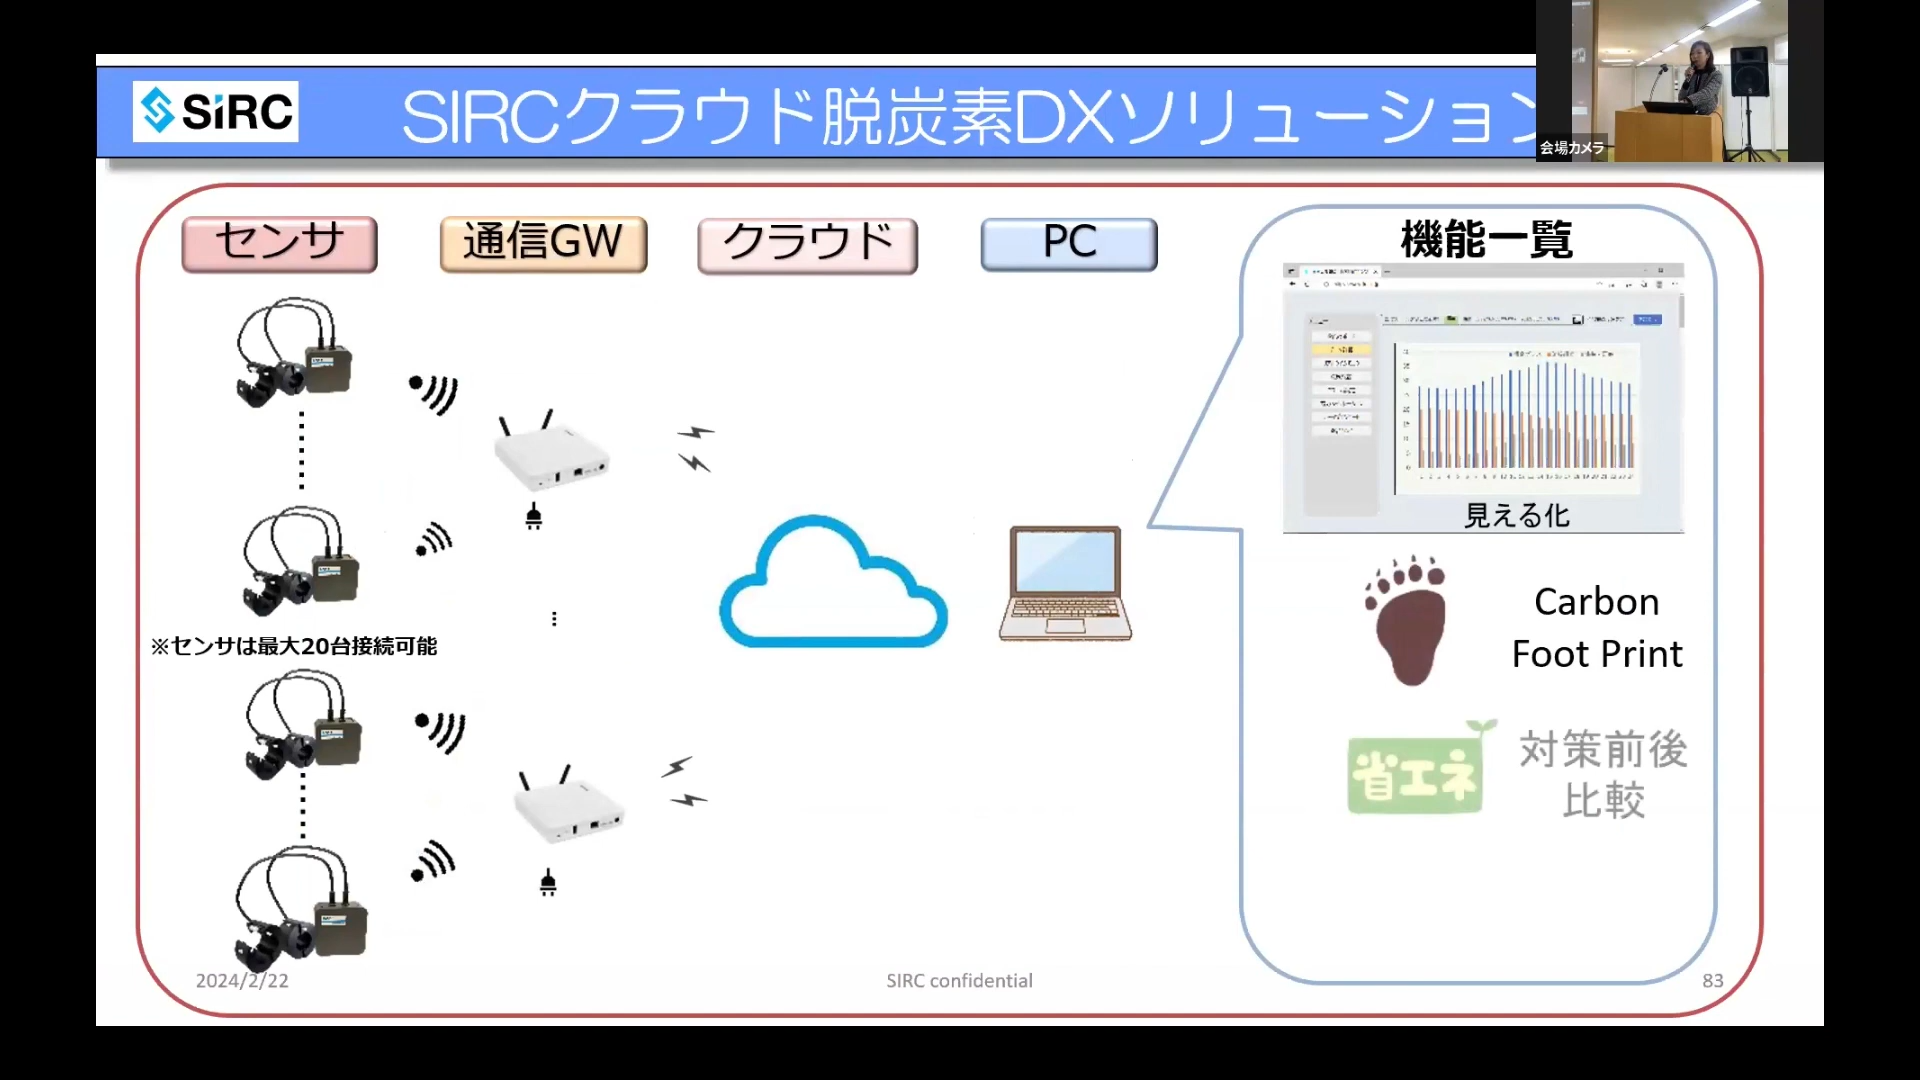 SiRC
SIRCクラウド脱炭素DXソリューション
会場カメラ
センサ
通信GW
クラウド
PC
機能一覧
見える化
※センサは最大20台接続可能
Carbon
Foot Print
省エネ
対策前後
比較
2024/2/22
SIRC confidential
83